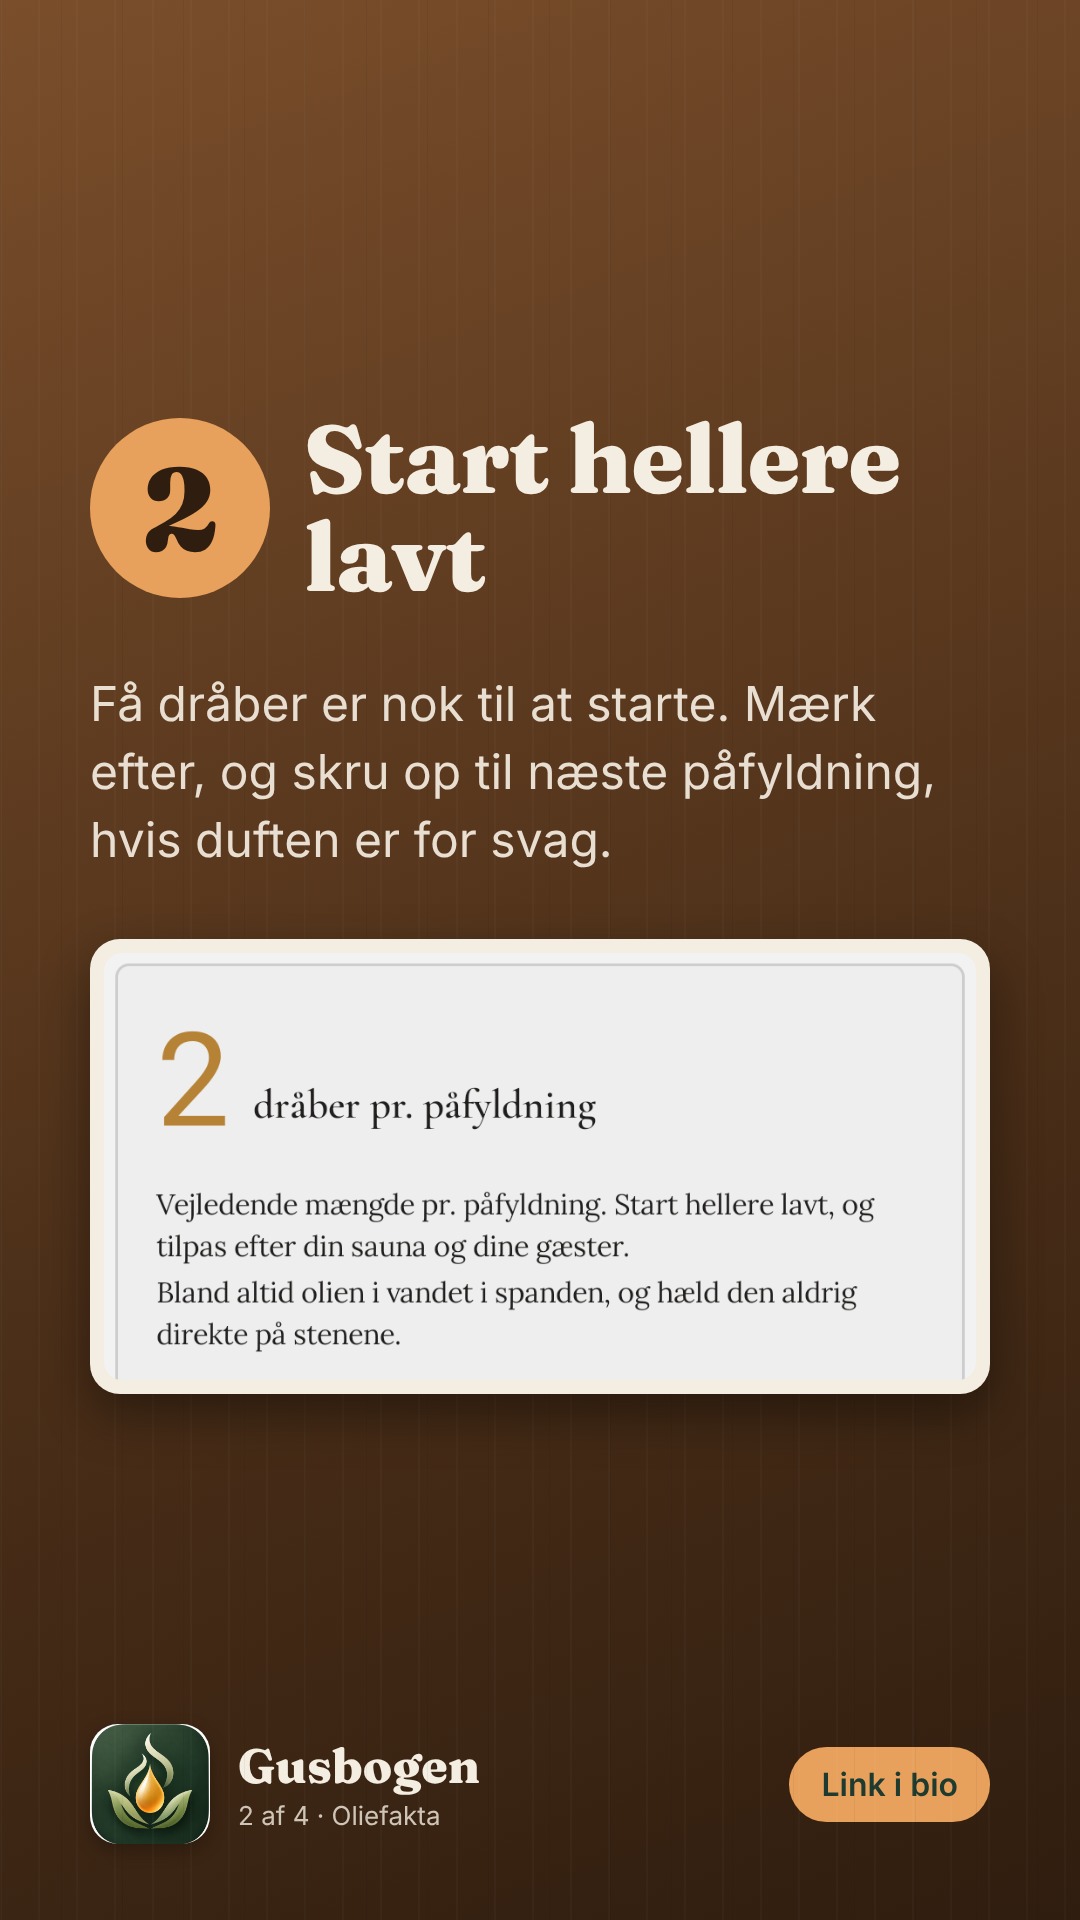 2
Start hellere
lavt
Få dråber er nok til at starte. Mærk
efter, og skru op til næste påfyldning,
hvis duften er for svag.
2 dråber pr. påfyldning
Vejledende mængde pr. påfyldning. Start hellere lavt, og
tilpas efter din sauna og dine gæster.
Bland altid olien i vandet i spanden, og hæld den aldrig
direkte på stenene.
Gusbogen
2 af 4 · Oliefakta
Link i bio